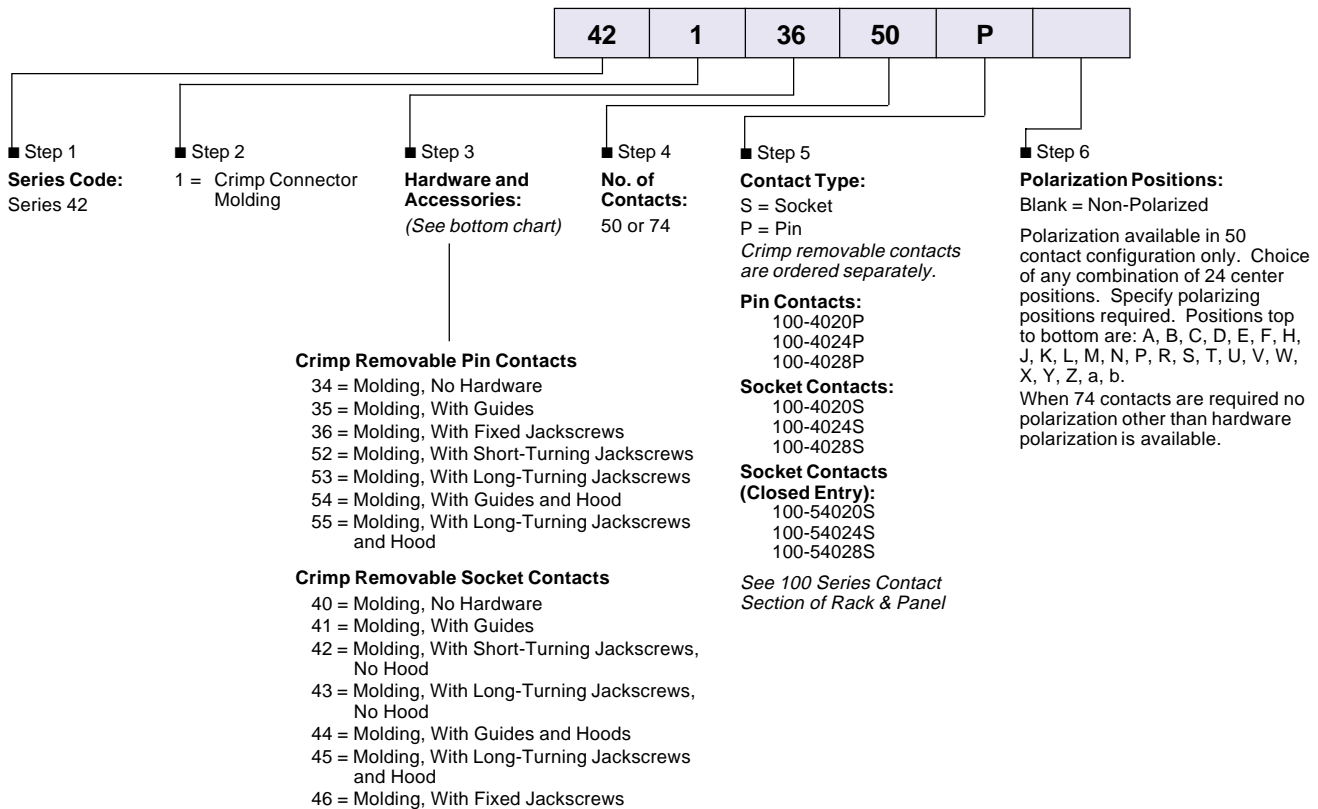 42 1 36 50 P
■ Step 1
Series Code:
Series 42
■ Step 2
1 = Crimp Connector
Molding
■ Step 3
Hardware and
Accessories:
(See bottom chart)
■ Step 4
No. of
Contacts:
50 or 74
■ Step 5
Contact Type:
S = Socket
P = Pin
Crimp removable contacts
are ordered separately.
Pin Contacts:
100-4020P
100-4024P
100-4028P
Socket Contacts:
100-4020S
100-4024S
100-4028S
Socket Contacts
(Closed Entry):
100-54020S
100-54024S
100-54028S
See 100 Series Contact
Section of Rack & Panel
■ Step 6
Polarization Positions:
Blank = Non-Polarized
Polarization available in 50
contact configuration only. Choice
of any combination of 24 center
positions. Specify polarizing
positions required. Positions top
to bottom are: A, B, C, D, E, F, H,
J, K, L, M, N, P, R, S, T, U, V, W,
X, Y, Z, a, b.
When 74 contacts are required no
polarization other than hardware
polarization is available.
Crimp Removable Pin Contacts
34 = Molding, No Hardware
35 = Molding, With Guides
36 = Molding, With Fixed Jackscrews
52 = Molding, With Short-Turning Jackscrews
53 = Molding, With Long-Turning Jackscrews
54 = Molding, With Guides and Hood
55 = Molding, With Long-Turning Jackscrews
and Hood
Crimp Removable Socket Contacts
40 = Molding, No Hardware
41 = Molding, With Guides
42 = Molding, With Short-Turning Jackscrews,
No Hood
43 = Molding, With Long-Turning Jackscrews,
No Hood
44 = Molding, With Guides and Hoods
45 = Molding, With Long-Turning Jackscrews
and Hood
46 = Molding, With Fixed Jackscrews